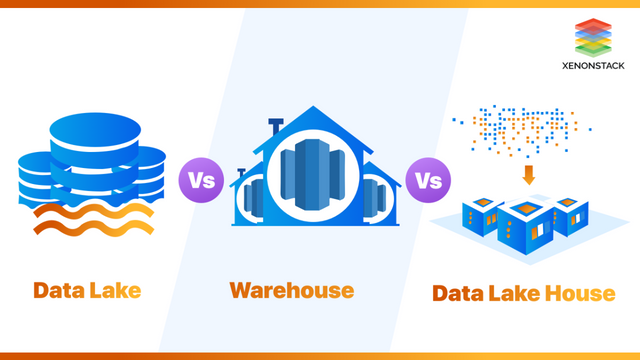 XENONSTACK
Vs
Vs
Data Lake
Warehouse
Data Lake House